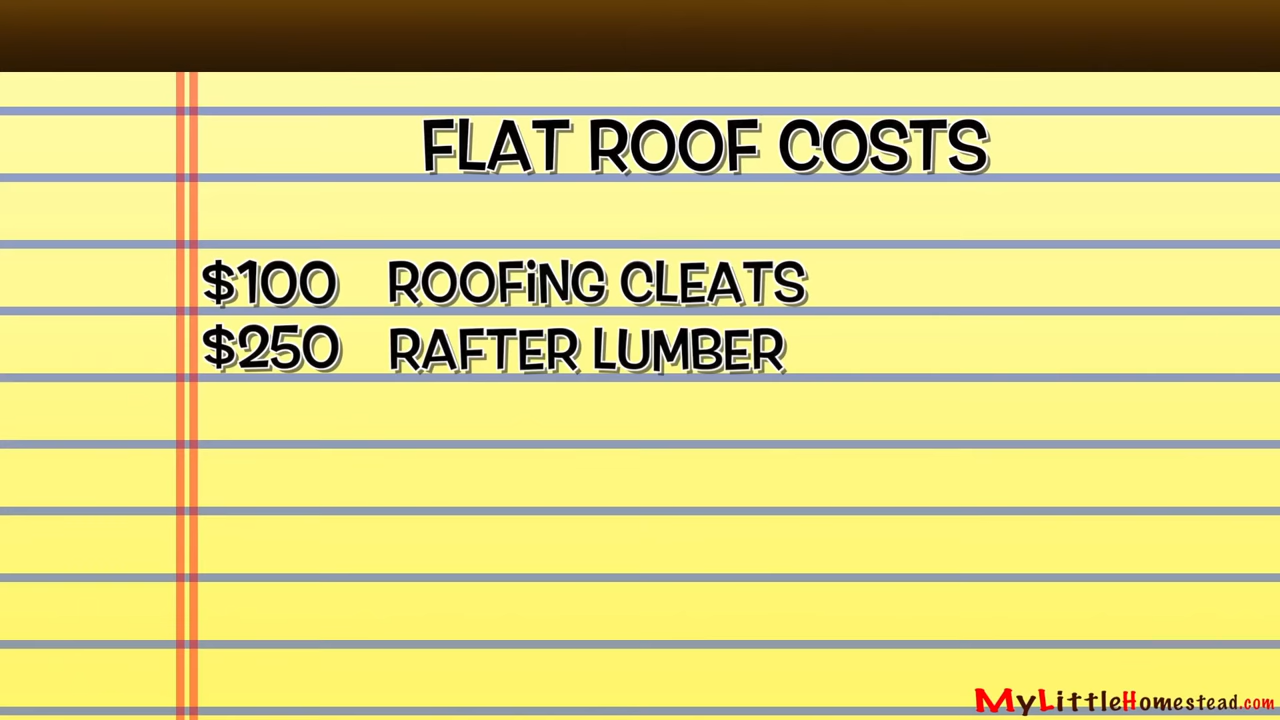 FLAT ROOF COSTS
$100 ROOFiNG CLEATS
$250 RAFTER LUMBER
MyLittleHomestead.com